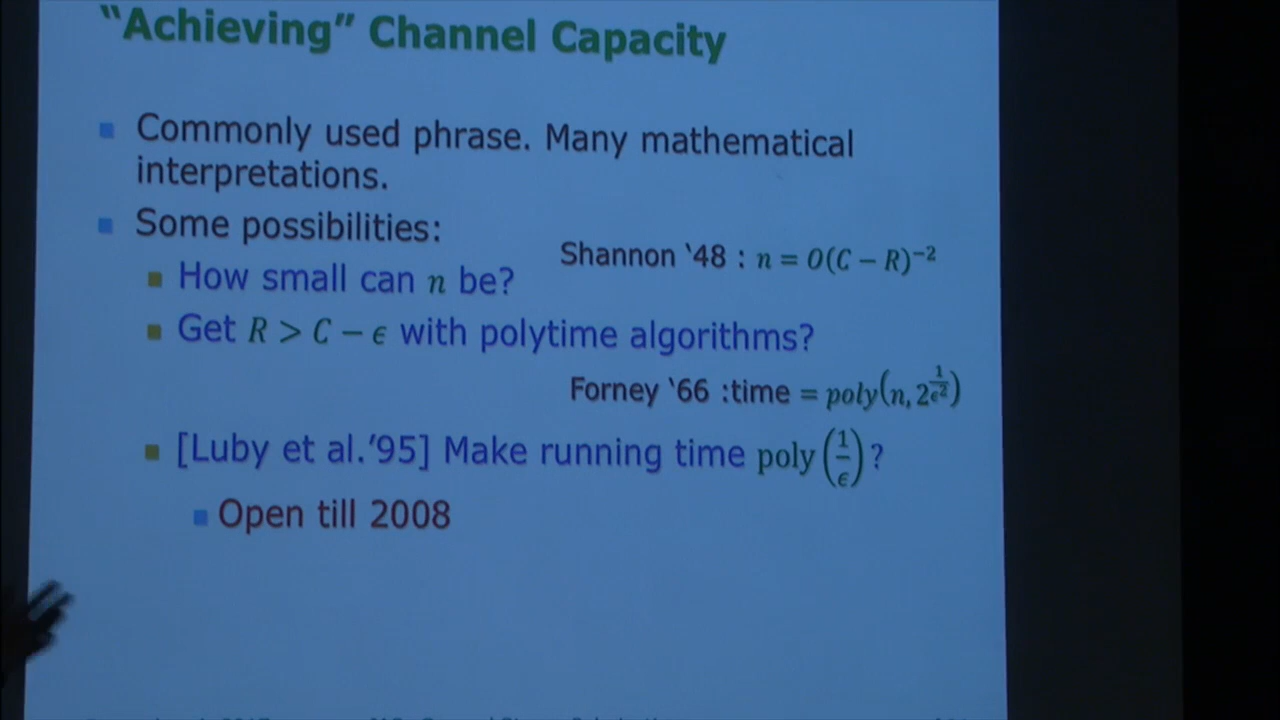 “Achieving” Channel Capacity
Commonly used phrase. Many mathematical
interpretations.
Some possibilities:
Shannon ‘48 : n = O(C − R)⁻²
How small can n be?
Get R > C − ϵ with polytime algorithms?
Forney ‘66 :time = poly(n, 2^(1/ϵ²))
[Luby et al.’95] Make running time poly(1/ϵ) ?
Open till 2008